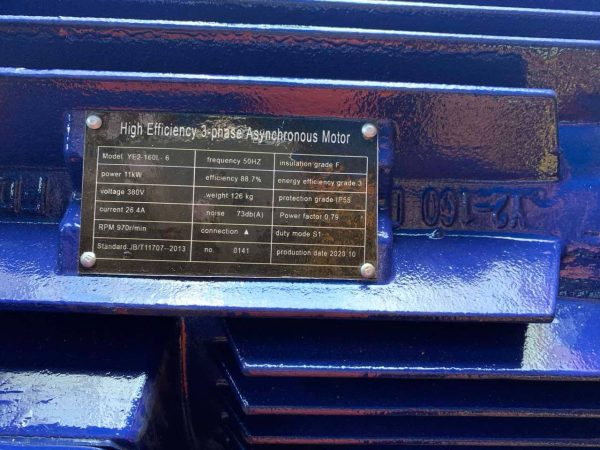 High Efficiency 3-phase Asynchronous Motor
Model YE2-160L-6 frequency 50HZ insulation grade F
power 11kW efficiency 88.7% energy efficiency grade 3
voltage 380V weight 126 kg protection grade IP55
current 26.4A noise 73db(A) Power factor 0.79
RPM 970r/min connection ▲ duty mode S1
Standard JB/T11707-2013 no. 0141 production date 2020 10
Y2-160